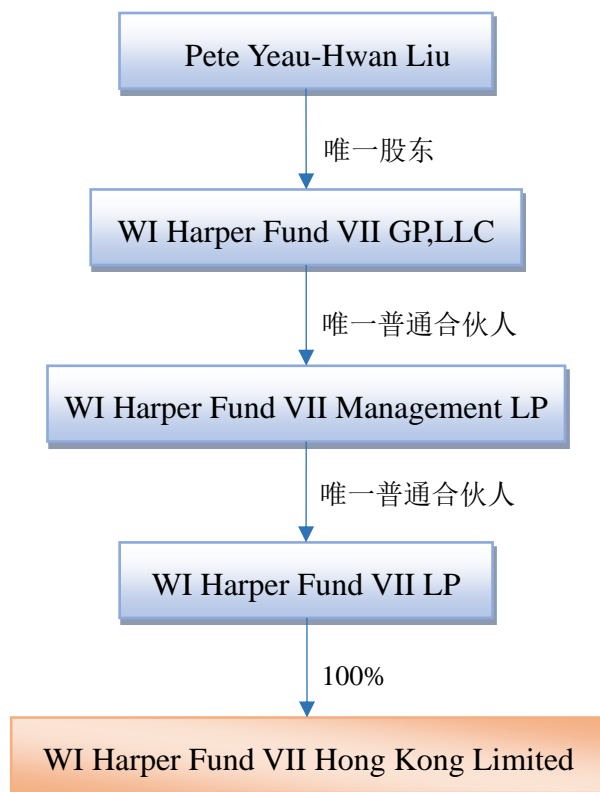 Pete Yeau-Hwan Liu
唯一股东
WI Harper Fund VII GP,LLC
唯一普通合伙人
WI Harper Fund VII Management LP
唯一普通合伙人
WI Harper Fund VII LP
100%
WI Harper Fund VII Hong Kong Limited